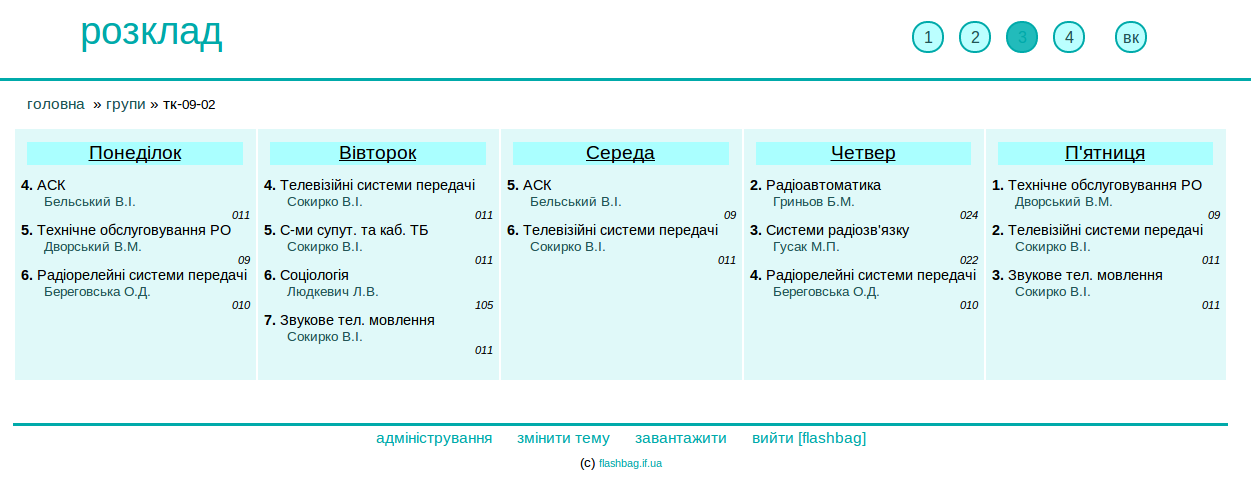 розклад
1 2 3 4 вк
головна » групи » тк-09-02
Понеділок
4. АСК
Бельський В.І.
011
5. Технічне обслуговування РО
Дворський В.М.
09
6. Радіорелейні системи передачі
Береговська О.Д.
010
Вівторок
4. Телевізійні системи передачі
Сокирко В.І.
011
5. С-ми супут. та каб. ТБ
Сокирко В.І.
011
6. Соціологія
Людкевич Л.В.
105
7. Звукове тел. мовлення
Сокирко В.І.
011
Середа
5. АСК
Бельський В.І.
09
6. Телевізійні системи передачі
Сокирко В.І.
011
Четвер
2. Радіоавтоматика
Гриньов Б.М.
024
3. Системи радіозв'язку
Гусак М.П.
022
4. Радіорелейні системи передачі
Береговська О.Д.
010
П'ятниця
1. Технічне обслуговування РО
Дворський В.М.
09
2. Телевізійні системи передачі
Сокирко В.І.
011
3. Звукове тел. мовлення
Сокирко В.І.
011
адміністрування змінити тему завантажити вийти [flashbag]
(c) flashbag.if.ua